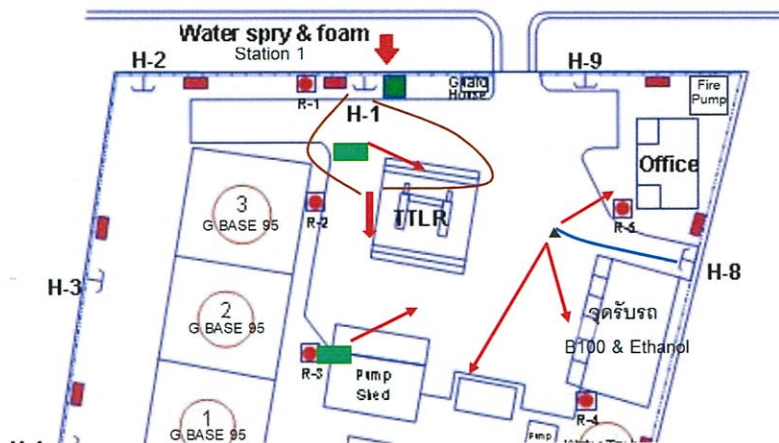 Water spry & foam
Station 1
H-2
H-9
R-1
H-1
Guard
House
Fire
Pump
Office
3
G BASE 95
R-2
TTLR
R-5
H-3
H-8
2
G BASE 95
จุดรับรถ
B100 & Ethanol
R-3
Pump
Shed
1
G BASE 95
R-4
Pump